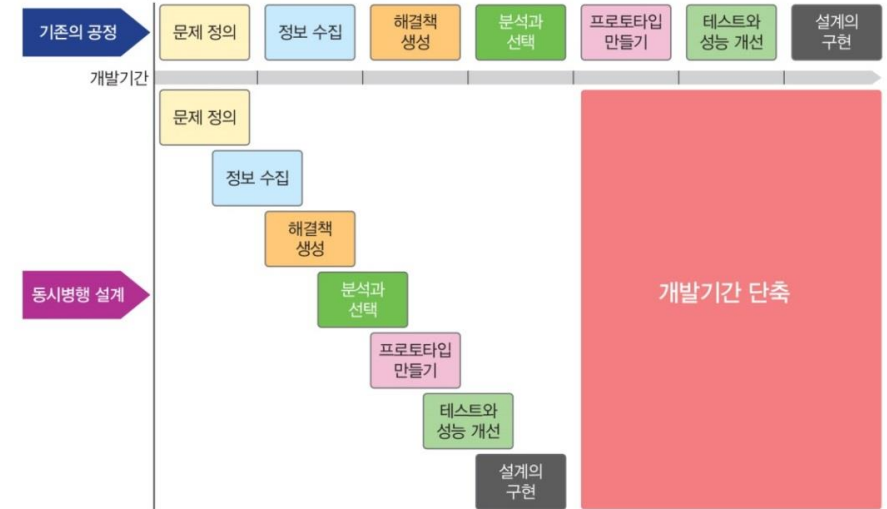 기존의 공정
문제 정의
정보 수집
해결책
생성
분석과
선택
프로토타입
만들기
테스트와
성능 개선
설계의
구현
개발기간
문제 정의
정보 수집
해결책
생성
동시병행 설계
분석과
선택
개발기간 단축
프로토타입
만들기
테스트와
성능 개선
설계의
구현